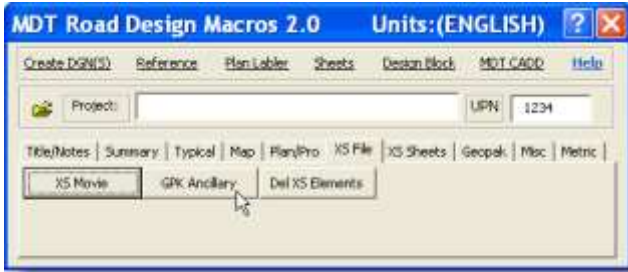 MDT Road Design Macros 2.0 Units:(ENGLISH) ? X
Create DGN(S) Reference Plan Labler Sheets Design Block MDT CADD Help
Project: UPN 1234
Title/Notes | Summary | Typical | Map | Plan/Pro XS File | XS Sheets | Geopak | Misc | Metric |
XS Movie GPK Ancillary Del XS Elements